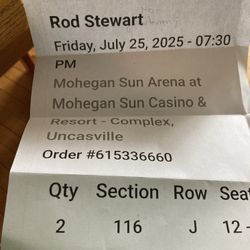 Rod Stewart
Friday, July 25, 2025 - 07:30
PM
Mohegan Sun Arena at
Mohegan Sun Casino &
Resort - Complex,
Uncasville
Order #615336660
Qty Section Row Seat
2 116 J 12 -